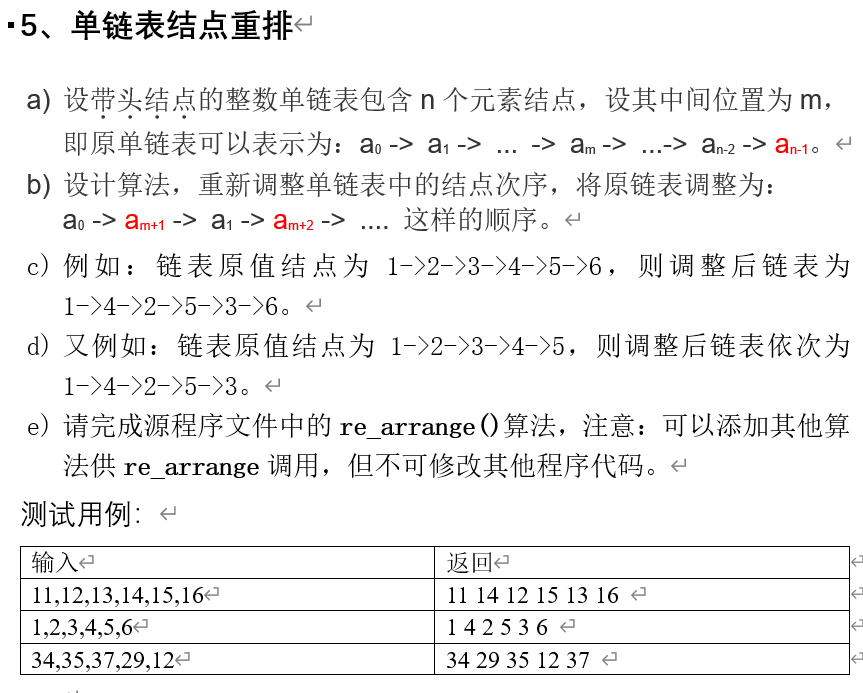 5、单链表结点重排
a) 设带头结点的整数单链表包含 n 个元素结点，设其中间位置为 m，
即原单链表可以表示为：a0 -> a1 -> ... -> am -> ...-> an-2 -> an-1。
b) 设计算法，重新调整单链表中的结点次序，将原链表调整为：
a0 -> am+1 -> a1 -> am+2 -> .... 这样的顺序。
c) 例如：链表原值结点为 1->2->3->4->5->6，则调整后链表为
1->4->2->5->3->6。
d) 又例如：链表原值结点为 1->2->3->4->5，则调整后链表依次为
1->4->2->5->3。
e) 请完成源程序文件中的 re_arrange()算法，注意：可以添加其他算
法供 re_arrange 调用，但不可修改其他程序代码。
测试用例：
输入 返回
11,12,13,14,15,16 11 14 12 15 13 16
1,2,3,4,5,6 1 4 2 5 3 6
34,35,37,29,12 34 29 35 12 37